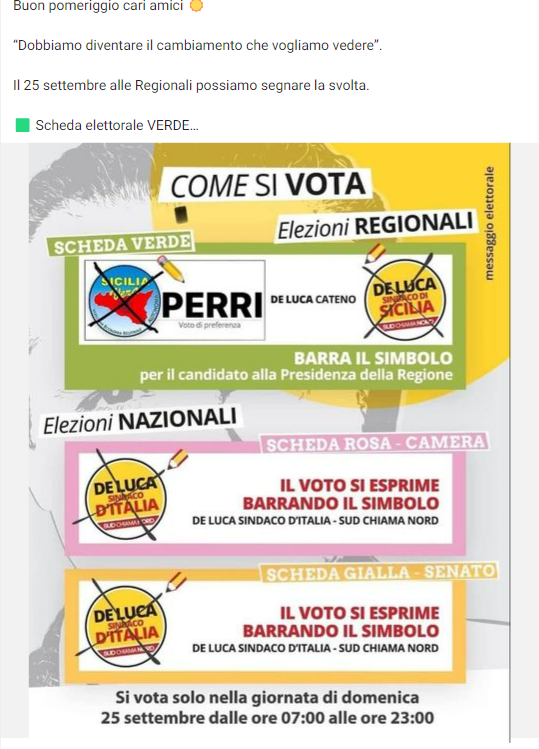 Buon pomeriggio cari amici
“Dobbiamo diventare il cambiamento che vogliamo vedere”.
Il 25 settembre alle Regionali possiamo segnare la svolta.
Scheda elettorale VERDE...
COME SI VOTA
messaggio elettorale
Elezioni REGIONALI
SCHEDA VERDE
SICILIA
PERRI
Voto di preferenza
DE LUCA CATENO
DE LUCA
SINDACO DI
SICILIA
SUD CHIAMA NORD
BARRA IL SIMBOLO
per il candidato alla Presidenza della Regione
Elezioni NAZIONALI
SCHEDA ROSA - CAMERA
DE LUCA
SINDACO
D'ITALIA
SUD CHIAMA NORD
IL VOTO SI ESPRIME
BARRANDO IL SIMBOLO
DE LUCA SINDACO D'ITALIA - SUD CHIAMA NORD
SCHEDA GIALLA - SENATO
DE LUCA
SINDACO
D'ITALIA
SUD CHIAMA NORD
IL VOTO SI ESPRIME
BARRANDO IL SIMBOLO
DE LUCA SINDACO D'ITALIA - SUD CHIAMA NORD
Si vota solo nella giornata di domenica
25 settembre dalle ore 07:00 alle ore 23:00